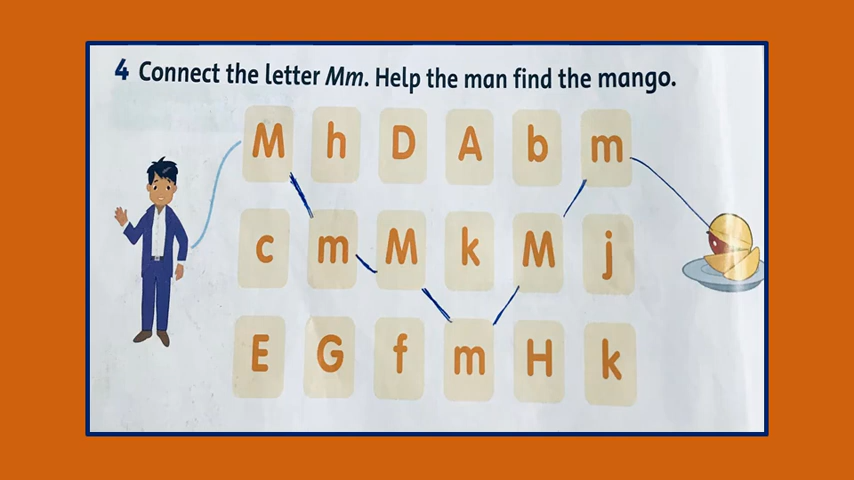 4 Connect the letter Mm. Help the man find the mango.
M h D A b m
c m M k M j
E G f m H k